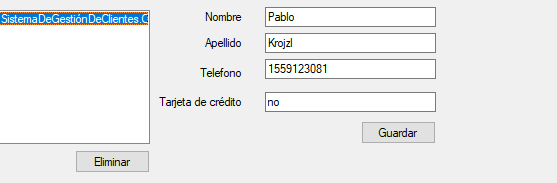 SistemaDeGestiónDeClientes.C
Nombre
Pablo
Apellido
Krojzl
Telefono
1559123081
Tarjeta de crédito
no
Guardar
Eliminar